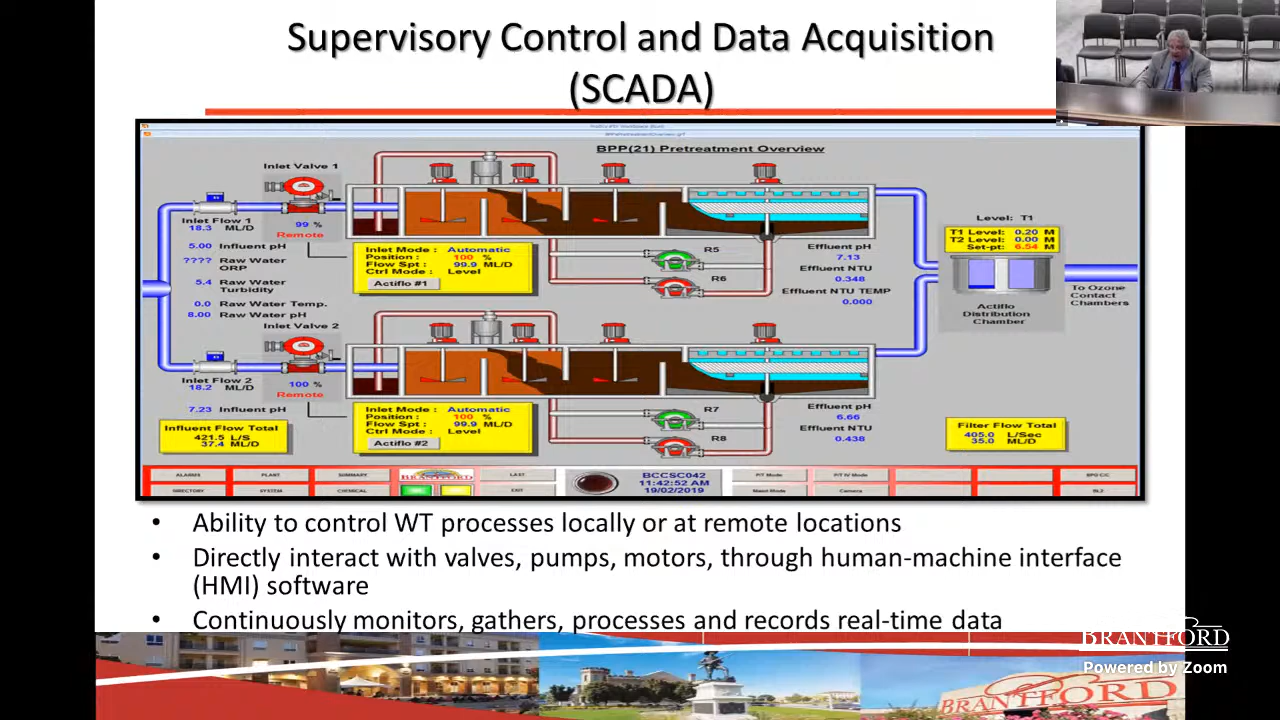 Supervisory Control and Data Acquisition
(SCADA)
BPP(21) Pretreatment Overview
Inlet Valve 1
Inlet Flow 1
18.3 ML/D
99 %
Remote
5.00 Influent pH
???? Raw Water
ORP
5.4 Raw Water
Turbidity
0.0 Raw Water Temp.
8.00 Raw Water pH
Inlet Mode : Automatic
Position : 100 %
Flow Spt : 99.9 ML/D
Ctrl Mode : Level
Actiflo #1
R5
R6
Effluent pH
7.13
Effluent NTU
0.348
Effluent NTU TEMP
0.000
Level: T1
T1 Level: 0.20 M
T2 Level: 0.00 M
Set-pt: 6.54 M
Actiflo
Distribution
Chamber
To Ozone
Contact
Chambers
Inlet Valve 2
Inlet Flow 2
18.2 ML/D
100 %
Remote
7.23 Influent pH
Influent Flow Total
421.5 L/S
37.4 ML/D
Inlet Mode : Automatic
Position : 100 %
Flow Spt : 99.9 ML/D
Ctrl Mode : Level
Actiflo #2
R7
R8
Effluent pH
6.66
Effluent NTU
0.438
Filter Flow Total
405.0 L/Sec
35.0 ML/D
ALARMS
PLANT
SUMMARY
BRANTFORD
LAST
BCCSC042
11:42:52 AM
19/02/2019
P/T Mode
P/T IV Mode
DIRECTORY
SYSTEM
CHEMICAL
EXIT
Camera
• Ability to control WT processes locally or at remote locations
• Directly interact with valves, pumps, motors, through human-machine interface
(HMI) software
• Continuously monitors, gathers, processes and records real-time data
BRANTFORD
Powered by Zoom
BRANTFORD